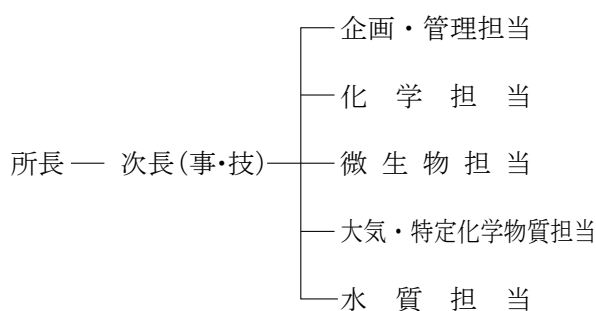 企画・管理担当
化学担当
所長 次長(事・技) 微生物担当
大気・特定化学物質担当
水質担当